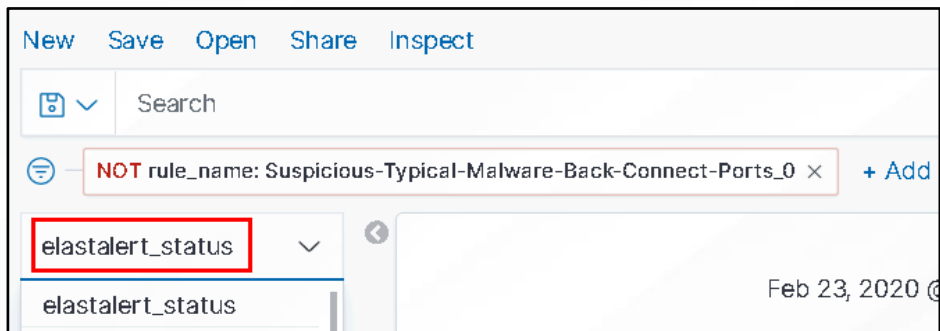 New Save Open Share Inspect
Search
NOT rule_name: Suspicious-Typical-Malware-Back-Connect-Ports_0 × + Add
elastalert_status
elastalert_status
Feb 23, 2020 @